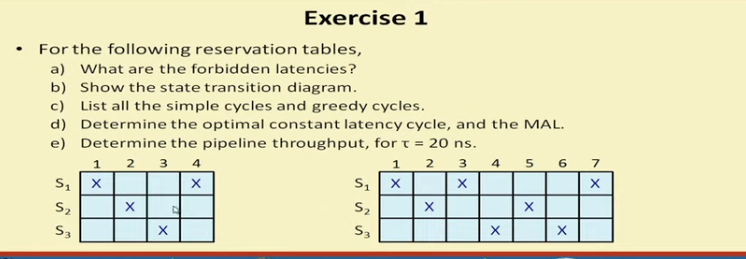 Exercise 1
• For the following reservation tables,
a) What are the forbidden latencies?
b) Show the state transition diagram.
c) List all the simple cycles and greedy cycles.
d) Determine the optimal constant latency cycle, and the MAL.
e) Determine the pipeline throughput, for τ = 20 ns.
1 2 3 4
S₁ X X
S₂ X
S₃ X
1 2 3 4 5 6 7
S₁ X X X
S₂ X X
S₃ X X